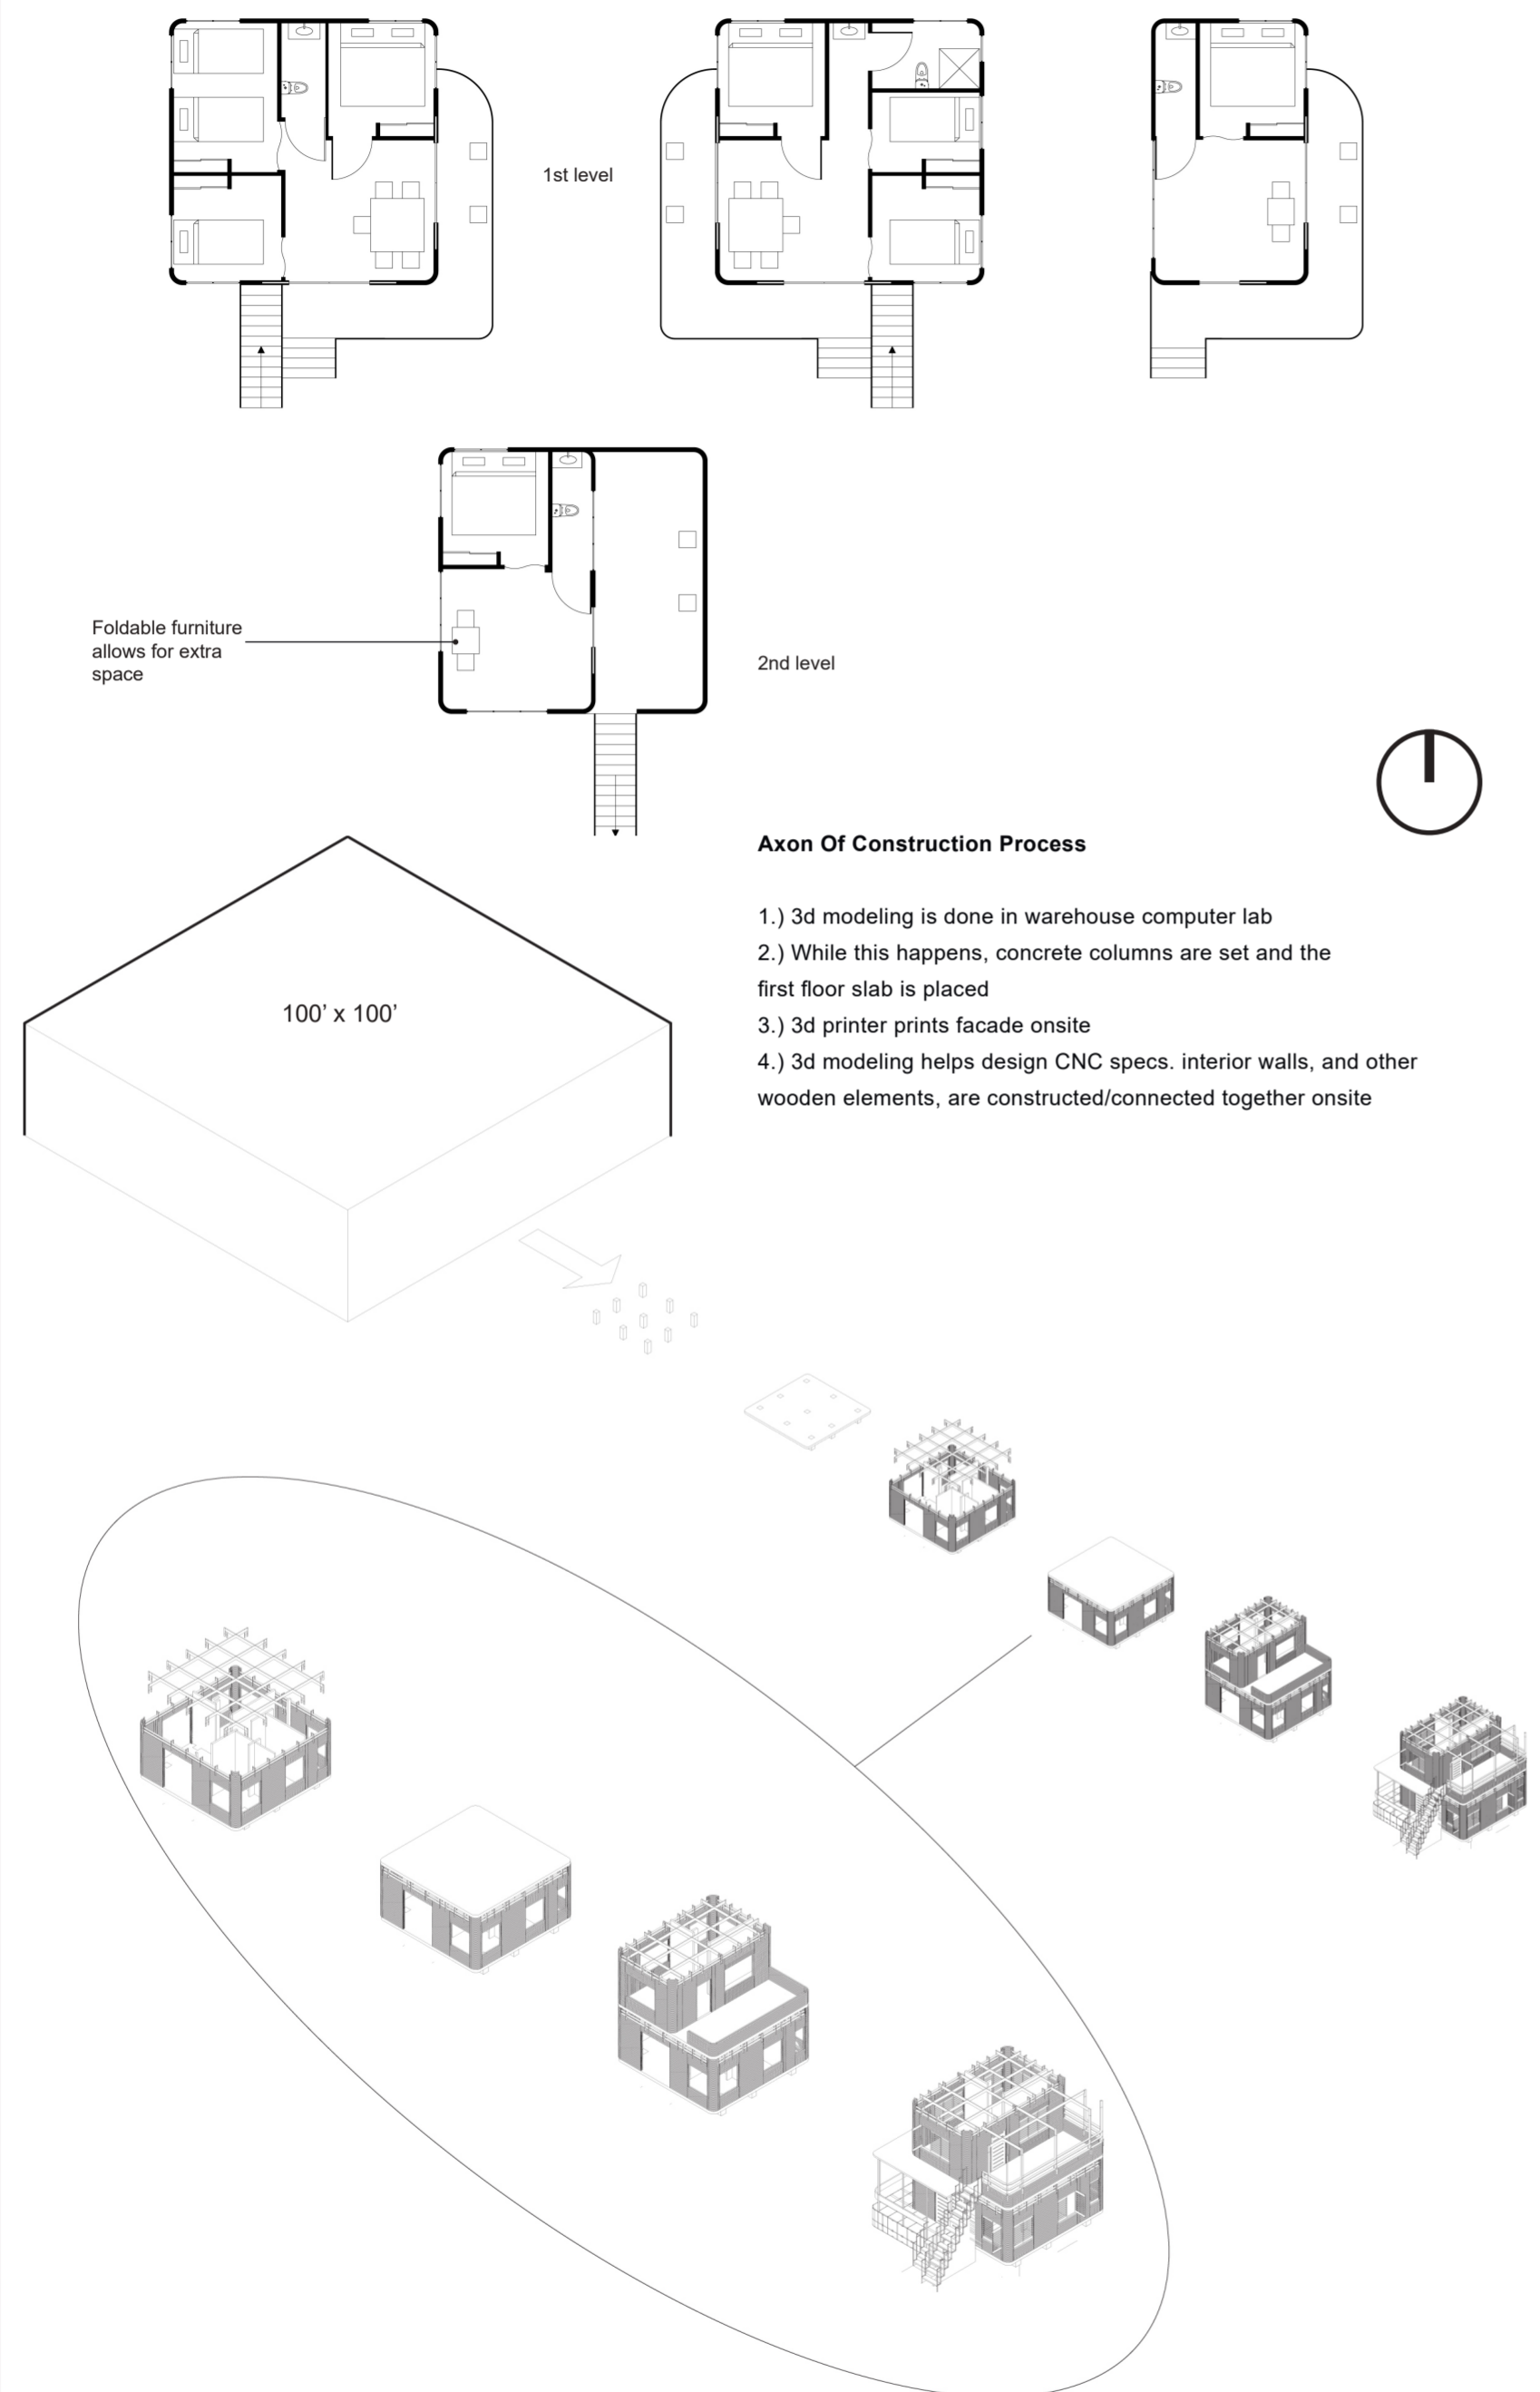 1st level
Foldable furniture
allows for extra
space
2nd level
Axon Of Construction Process
1.) 3d modeling is done in warehouse computer lab
2.) While this happens, concrete columns are set and the
first floor slab is placed
3.) 3d printer prints facade onsite
4.) 3d modeling helps design CNC specs. interior walls, and other
wooden elements, are constructed/connected together onsite
100’ x 100’